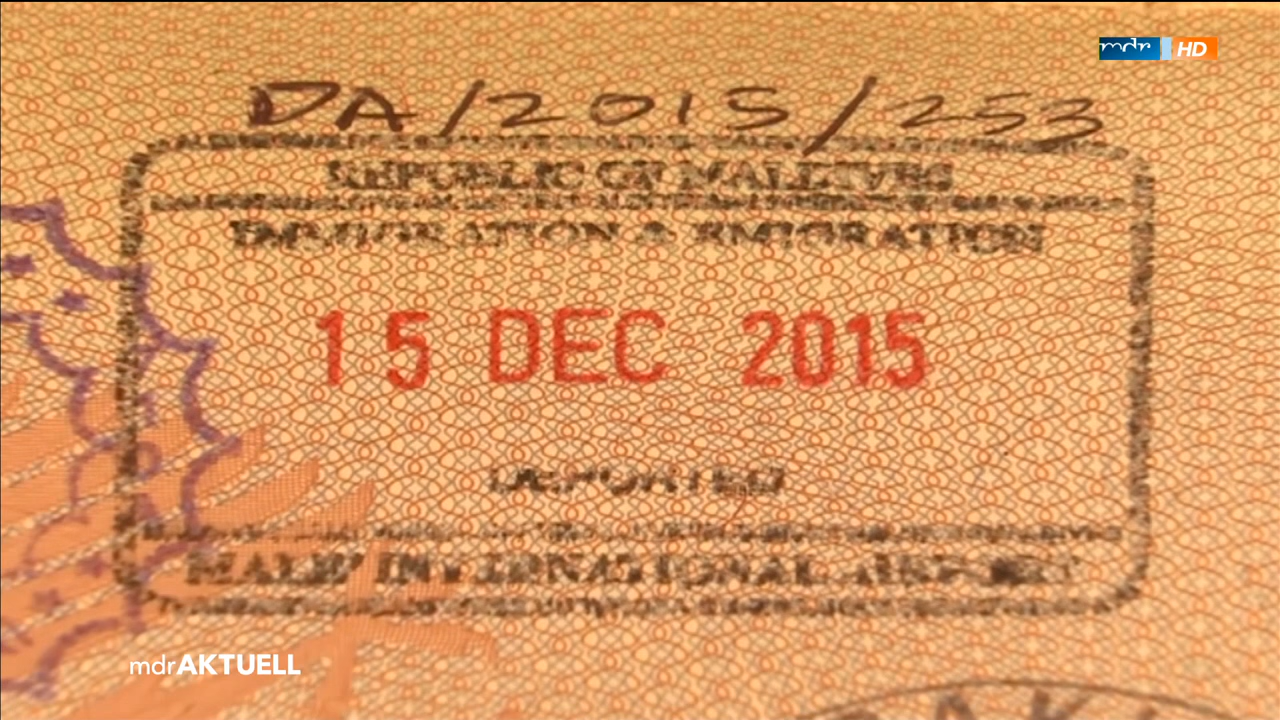 mdr HD
DA/2015/253
REPUBLIC OF MALDIVES
IMMIGRATION & EMIGRATION
15 DEC 2015
DEPORTED
MALE' INTERNATIONAL AIRPORT
mdrAKTUELL